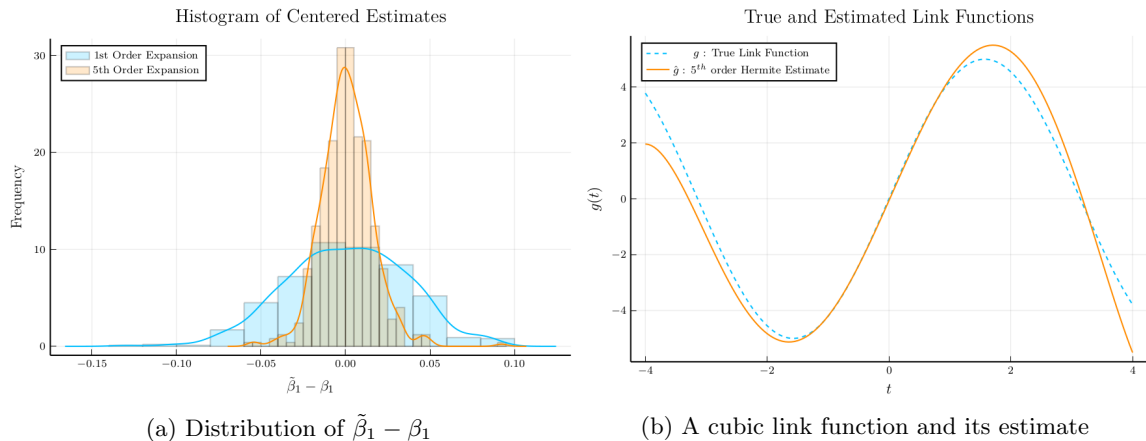 Histogram of Centered Estimates
1st Order Expansion
5th Order Expansion
Frequency
30
20
10
0
−0.15
−0.10
−0.05
0.00
0.05
0.10
β̃₁ − β₁
(a) Distribution of β̃₁ − β₁
True and Estimated Link Functions
g : True Link Function
ĝ : 5ᵗʰ order Hermite Estimate
g(t)
4
2
0
−2
−4
−4
−2
0
2
4
t
(b) A cubic link function and its estimate